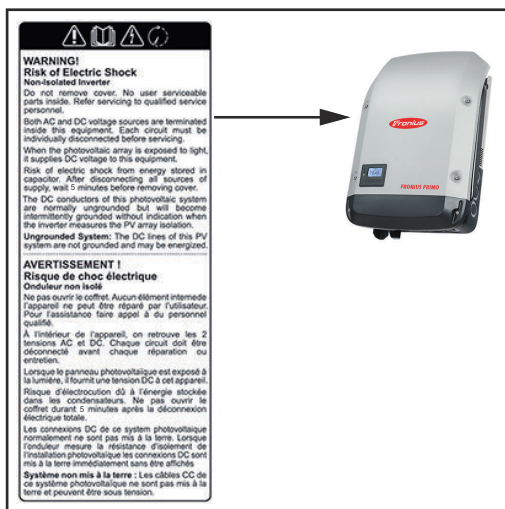 WARNING!
Risk of Electric Shock
Non-Isolated Inverter
Do not remove cover. No user serviceable
parts inside. Refer servicing to qualified service
personnel.
Both AC and DC voltage sources are terminated
inside this equipment. Each circuit must be
individually disconnected before servicing.
When the photovoltaic array is exposed to light,
it supplies DC voltage to this equipment.
Risk of electric shock from energy stored in
capacitor. After disconnecting all sources of
supply, wait 5 minutes before removing cover.
The DC conductors of this photovoltaic system
are normally ungrounded but will become
intermittently grounded without indication when
the inverter measures the PV array isolation.
Ungrounded System: The DC lines of this PV
system are not grounded and may be energized.
AVERTISSEMENT !
Risque de choc électrique
Onduleur non isolé
Ne pas ouvrir le coffret. Aucun élément internede
l'appareil ne peut être réparé par l'utilisateur.
Pour l'assistance faire appel à du personnel
qualifié.
À l'intérieur de l'appareil, on retrouve les 2
tensions AC et DC. Chaque circuit doit être
déconnecté avant chaque réparation ou
entretien.
Lorsque le panneau photovoltaïque est exposé à
la lumière, il fournit une tension DC à cet appareil.
Risque d'électrocution dû à l'énergie stockée
dans les condensateurs. Ne pas ouvrir le
coffret durant 5 minutes après la déconnexion
électrique totale.
Les connexions DC de ce system photovoltaique
normalement ne sont pas mis à la terre. Lorsque
l'onduleur mesure la résistance d'isolement de
l'installation photovoltaique les connexions DC sont
mis à la terre immédiatement sans être affichés
Système non mis à la terre : Les câbles CC de
ce système photovoltaïque ne sont pas mis à la
terre et peuvent être sous tension.
Fronius
FRONIUS PRIMO